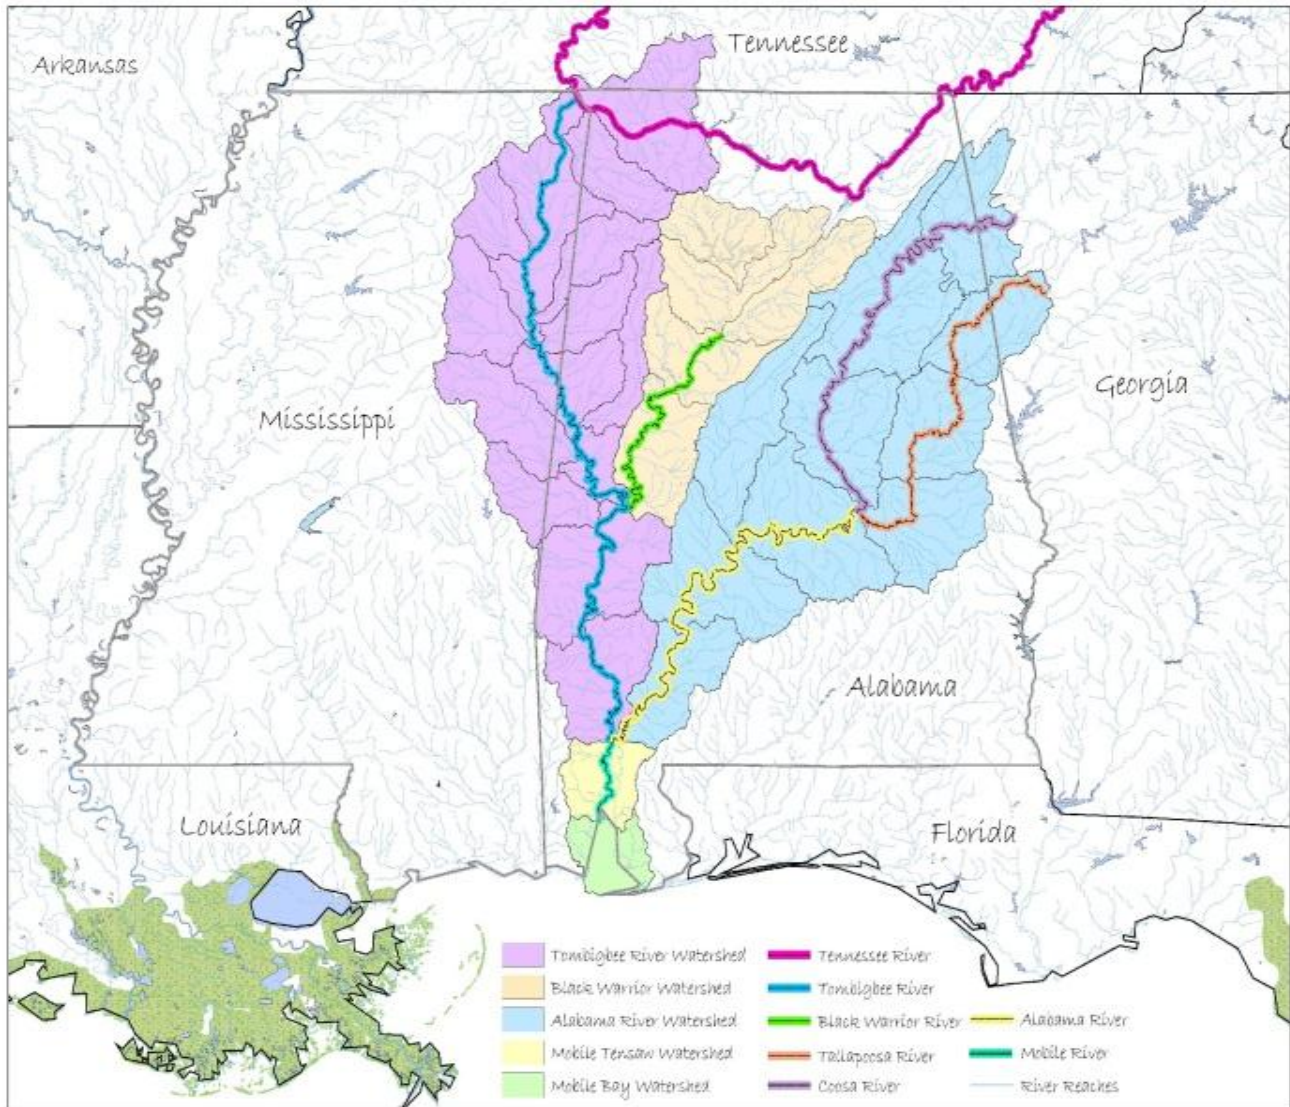 Tennessee
Arkansas
Georgia
Mississippi
Alabama
Louisiana
Florida
Tombigbee River Watershed
Tennessee River
Black Warrior Watershed
Tombigbee River
Alabama River Watershed
Black Warrior River
Alabama River
Mobile Tensaw Watershed
Tallapoosa River
Mobile River
Mobile Bay Watershed
Coosa River
River Reaches